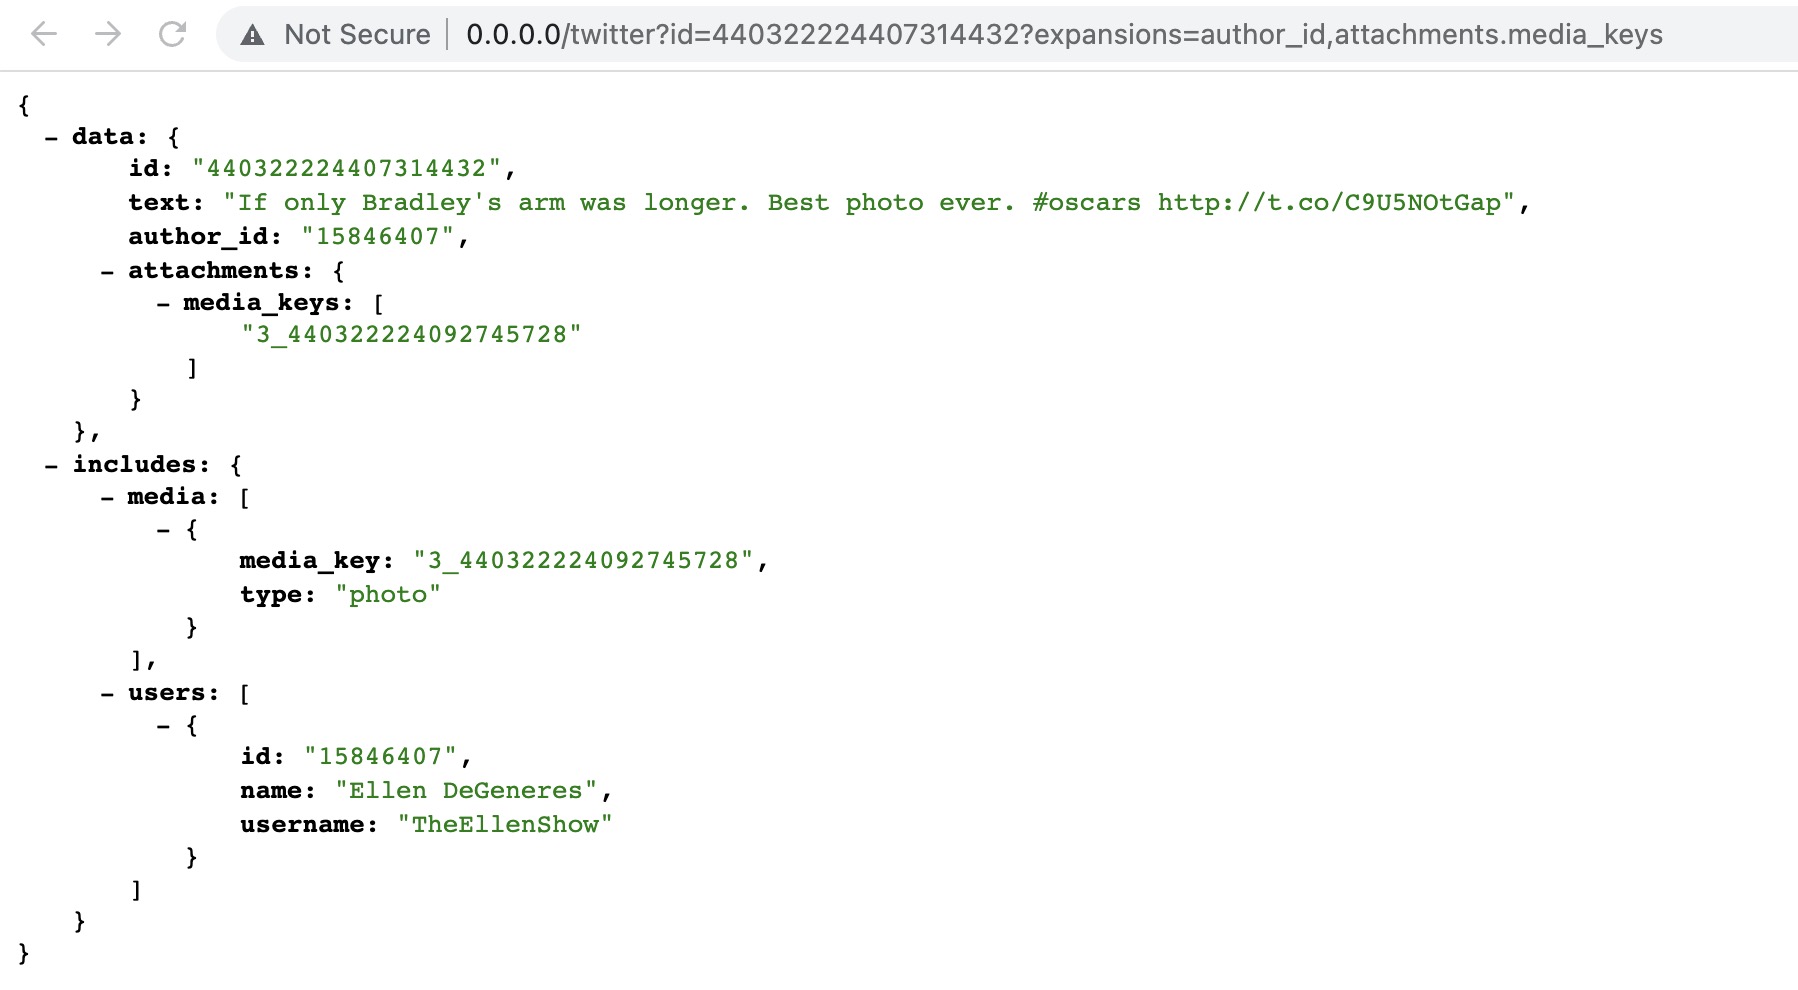 Not Secure | 0.0.0.0/twitter?id=440322224407314432?expansions=author_id,attachments.media_keys
{
- data: {
id: "440322224407314432",
text: "If only Bradley's arm was longer. Best photo ever. #oscars http://t.co/C9U5NOtGap",
author_id: "15846407",
- attachments: {
- media_keys: [
"3_440322224092745728"
]
}
},
- includes: {
- media: [
- {
media_key: "3_440322224092745728",
type: "photo"
}
],
- users: [
- {
id: "15846407",
name: "Ellen DeGeneres",
username: "TheEllenShow"
}
]
}
}